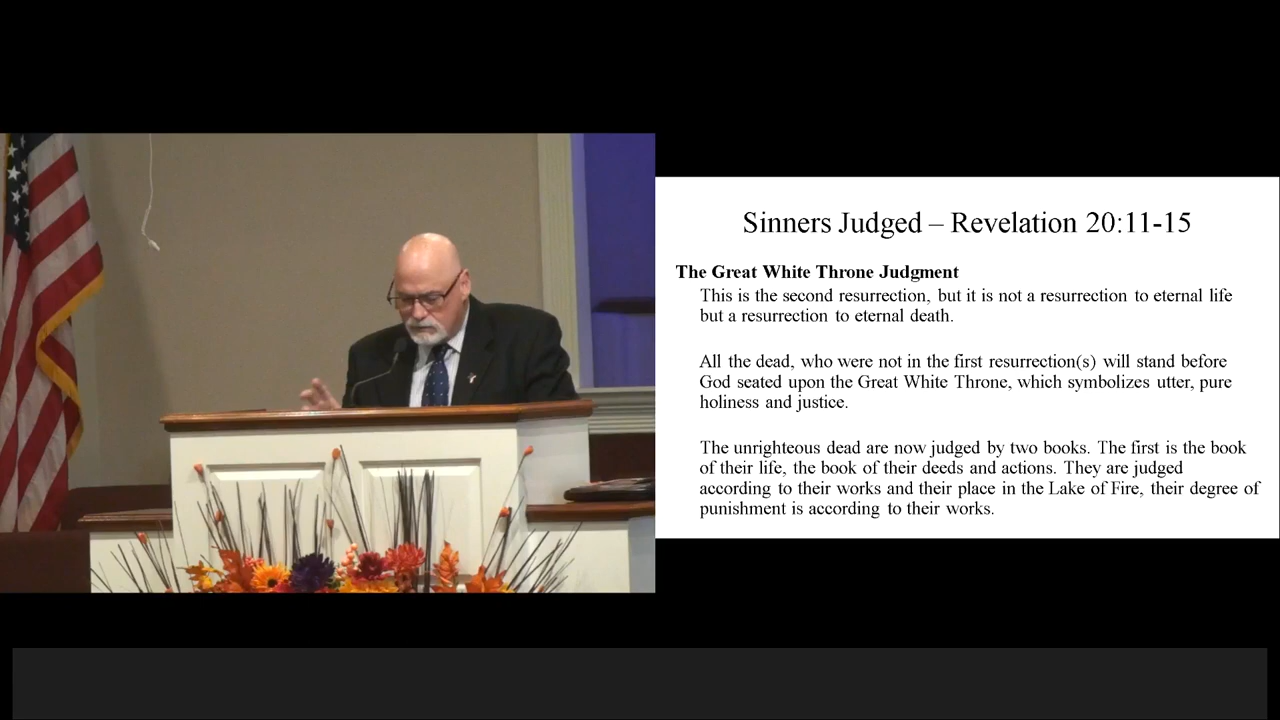 Sinners Judged – Revelation 20:11-15
The Great White Throne Judgment
This is the second resurrection, but it is not a resurrection to eternal life
but a resurrection to eternal death.
All the dead, who were not in the first resurrection(s) will stand before
God seated upon the Great White Throne, which symbolizes utter, pure
holiness and justice.
The unrighteous dead are now judged by two books. The first is the book
of their life, the book of their deeds and actions. They are judged
according to their works and their place in the Lake of Fire, their degree of
punishment is according to their works.